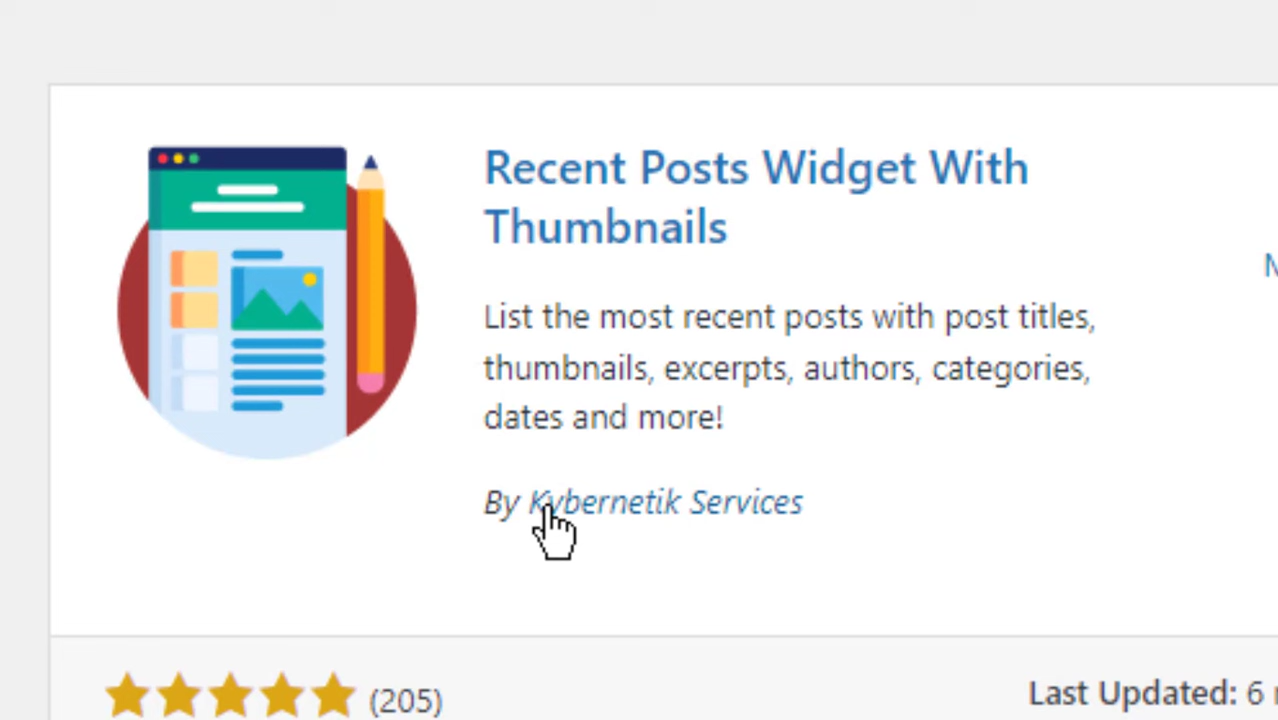 Recent Posts Widget With
Thumbnails
List the most recent posts with post titles,
thumbnails, excerpts, authors, categories,
dates and more!
By Kybernetik Services
(205)
Last Updated: 6